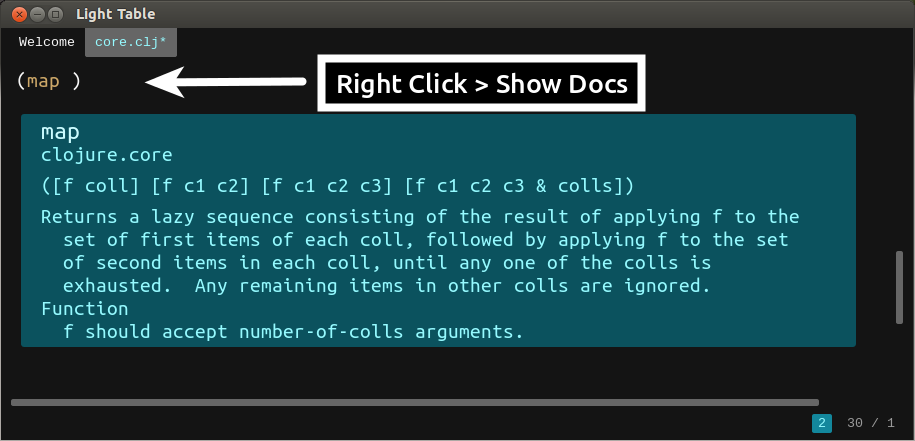 Light Table
Welcome core.clj*
(map )
Right Click > Show Docs
map
clojure.core
([f coll] [f c1 c2] [f c1 c2 c3] [f c1 c2 c3 & colls])
Returns a lazy sequence consisting of the result of applying f to the
set of first items of each coll, followed by applying f to the set
of second items in each coll, until any one of the colls is
exhausted.  Any remaining items in other colls are ignored.
Function
f should accept number-of-colls arguments.
2 30 / 1